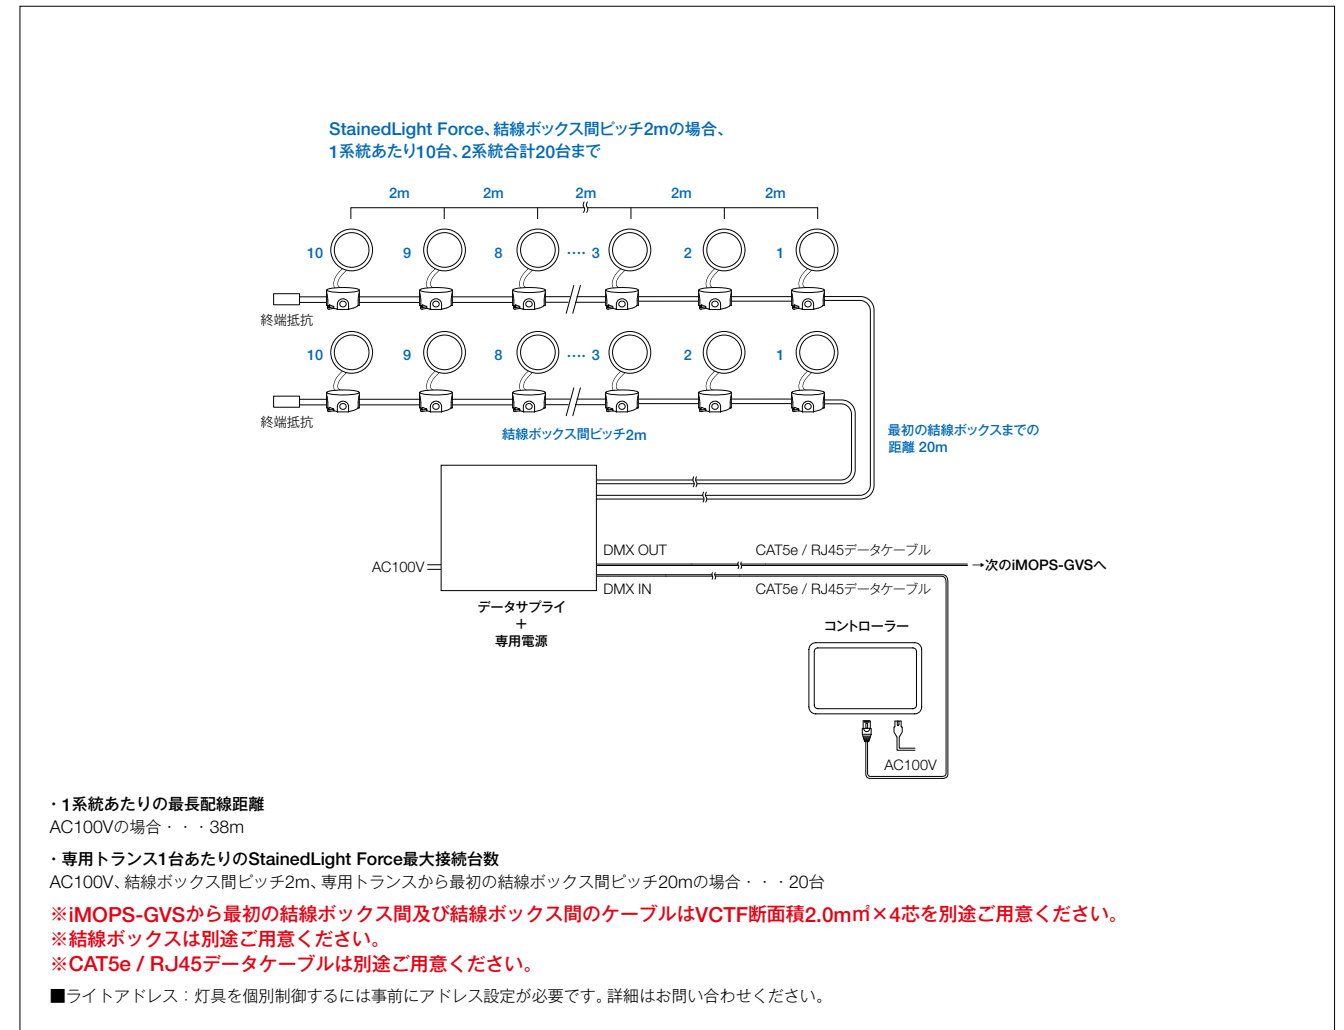 StainedLight Force、結線ボックス間ピッチ2mの場合、
1系統あたり10台、2系統合計20台まで
2m 2m 2m 2m 2m
10 9 8 ････ 3 2 1
終端抵抗
10 9 8 ････ 3 2 1
終端抵抗
結線ボックス間ピッチ2m
最初の結線ボックスまでの
距離 20m
DMX OUT CAT5e / RJ45データケーブル
AC100V
→次のiMOPS-GVSへ
DMX IN CAT5e / RJ45データケーブル
データサプライ
+
専用電源
コントローラー
AC100V
・1系統あたりの最長配線距離
AC100Vの場合・・・38m
・専用トランス1台あたりのStainedLight Force最大接続台数
AC100V、結線ボックス間ピッチ2m、専用トランスから最初の結線ボックス間ピッチ20mの場合・・・20台
※iMOPS-GVSから最初の結線ボックス間及び結線ボックス間のケーブルはVCTF断面積2.0m㎡×4芯を別途ご用意ください。
※結線ボックスは別途ご用意ください。
※CAT5e / RJ45データケーブルは別途ご用意ください。
■ライトアドレス：灯具を個別制御するには事前にアドレス設定が必要です。詳細はお問い合わせください。